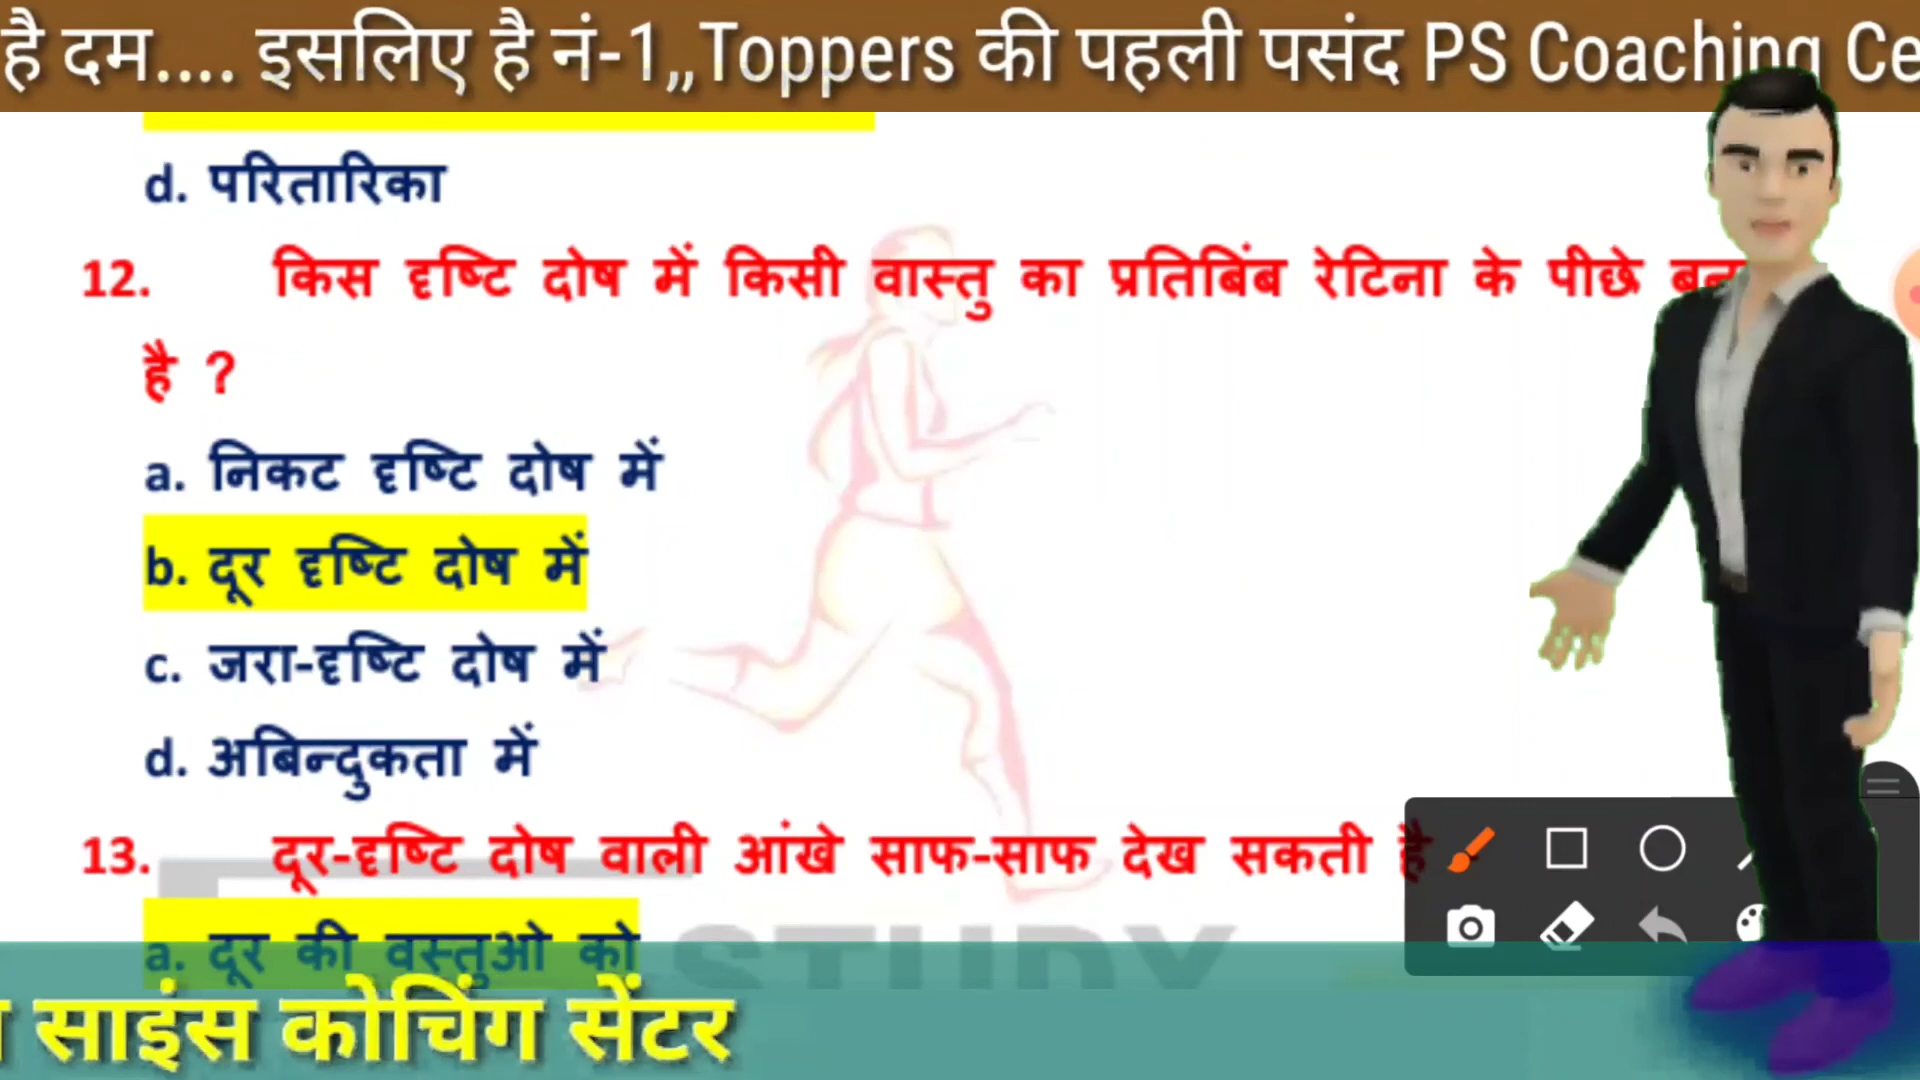 है दम.... इसलिए है नं-1,,Toppers की पहली पसंद PS Coaching Ce
d. परितारिका
12. किस दृष्टि दोष में किसी वास्तु का प्रतिबिंब रेटिना के पीछे
है ?
a. निकट दृष्टि दोष में
b. दूर दृष्टि दोष में
c. जरा-दृष्टि दोष में
d. अबिन्दुकता में
13. दूर-दृष्टि दोष वाली आंखे साफ-साफ देख सकती है
a. दूर की वस्तुओ को
STUDY
साइंस कोचिंग सेंटर